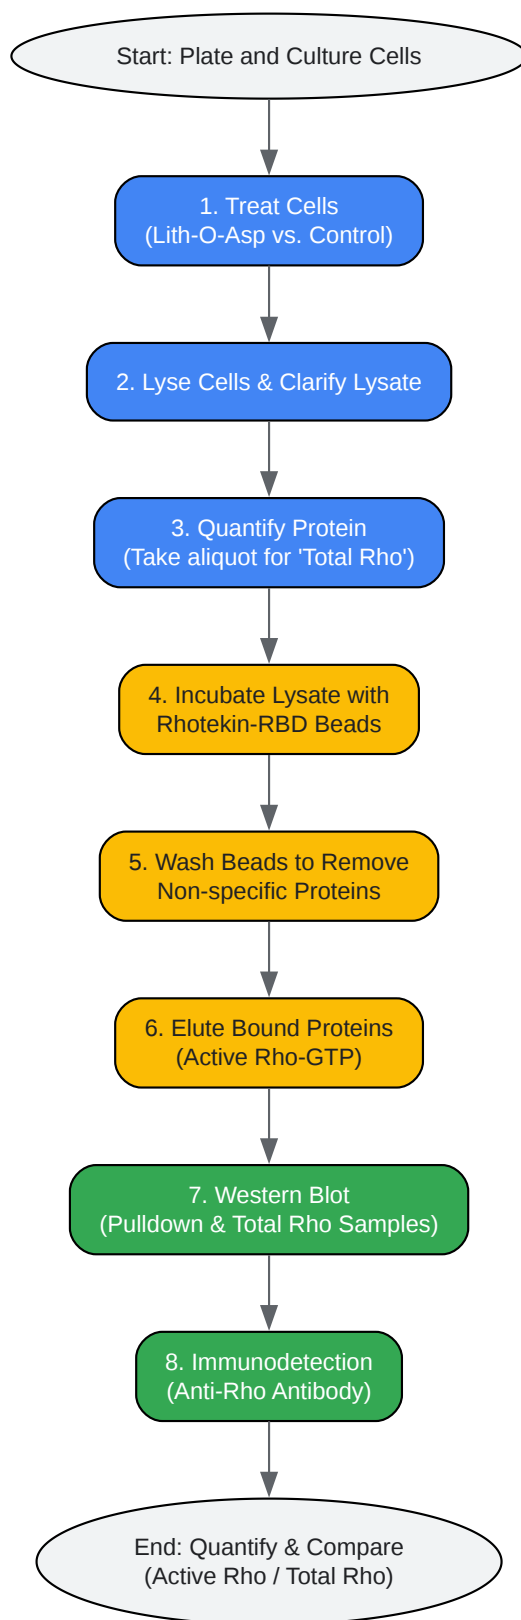 Start: Plate and Culture Cells
1. Treat Cells
(Lith-O-Asp vs. Control)
2. Lyse Cells & Clarify Lysate
3. Quantify Protein
(Take aliquot for 'Total Rho')
4. Incubate Lysate with
Rhotekin-RBD Beads
5. Wash Beads to Remove
Non-specific Proteins
6. Elute Bound Proteins
(Active Rho-GTP)
7. Western Blot
(Pulldown & Total Rho Samples)
8. Immunodetection
(Anti-Rho Antibody)
End: Quantify & Compare
(Active Rho / Total Rho)